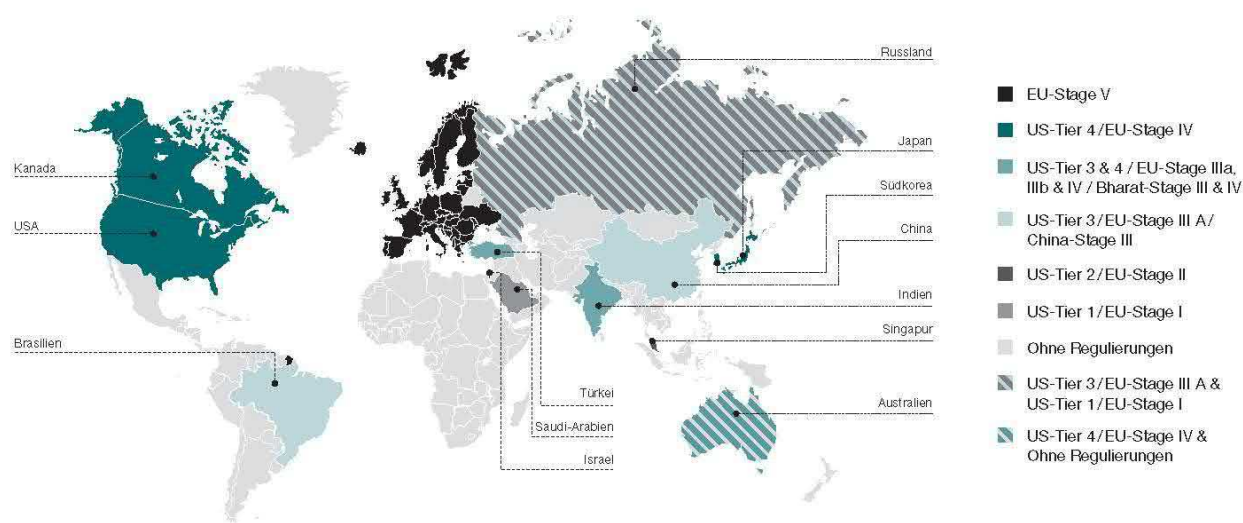 Russland
Japan
Südkorea
China
Indien
Singapur
Australien
Kanada
USA
Brasilien
Türkei
Saudi-Arabien
Israel
EU-Stage V
US-Tier 4/EU-Stage IV
US-Tier 3 & 4/EU-Stage IIIa,
IIIb & IV/Bharat-Stage III & IV
US-Tier 3/EU-Stage III A/
China-Stage III
US-Tier 2/EU-Stage II
US-Tier 1/EU-Stage I
Ohne Regulierungen
US-Tier 3/EU-Stage III A &
US-Tier 1/EU-Stage I
US-Tier 4/EU-Stage IV &
Ohne Regulierungen